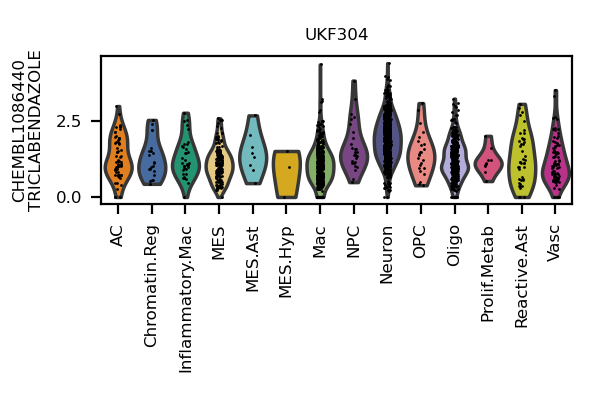 UKF304
CHEMBL1086440
TRICLABENDAZOLE
2.5
0.0
AC
Chromatin.Reg
Inflammatory.Mac
MES
MES.Ast
MES.Hyp
Mac
NPC
Neuron
OPC
Oligo
Prolif.Metab
Reactive.Ast
Vasc